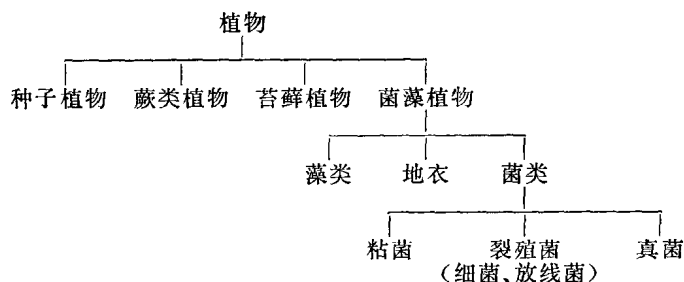 植物
种子植物 蕨类植物 苔藓植物 菌藻植物
藻类 地衣 菌类
粘菌 裂殖菌 真菌
(细菌、放线菌)